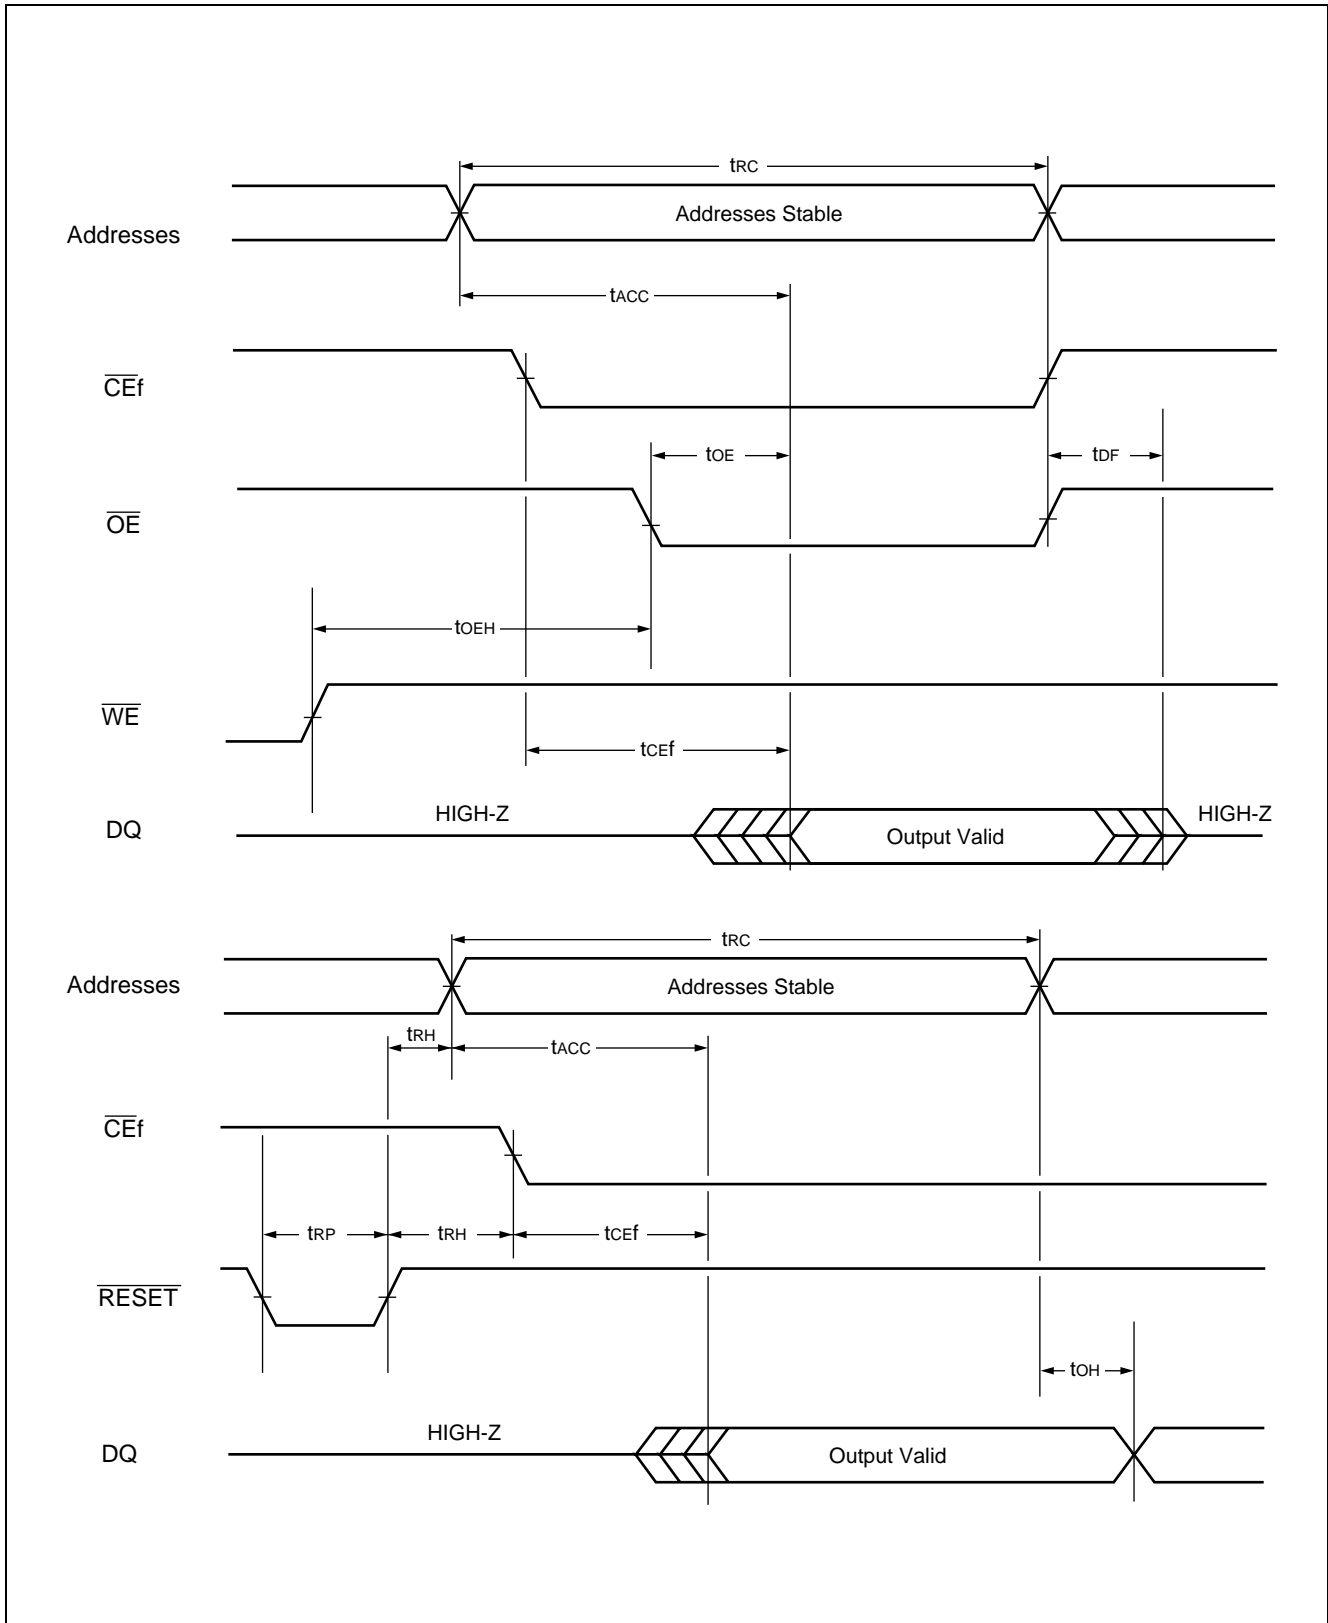 tRC
Addresses Stable
Addresses
tACC
CEf
tOE
tDF
OE
tOEH
WE
tCEf
HIGH-Z
HIGH-Z
DQ
Output Valid
tRC
Addresses
Addresses Stable
tRH
tACC
CEf
tRP
tRH
tCEf
RESET
tOH
HIGH-Z
DQ
Output Valid